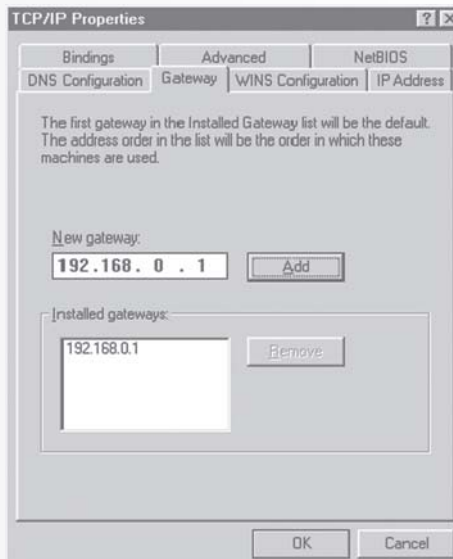 TCP/IP Properties
Bindings Advanced NetBIOS
DNS Configuration Gateway WINS Configuration IP Address
The first gateway in the Installed Gateway list will be the default.
The address order in the list will be the order in which these
machines are used.
New gateway:
192.168. 0 . 1 Add
Installed gateways:
192.168.0.1 Remove
OK Cancel